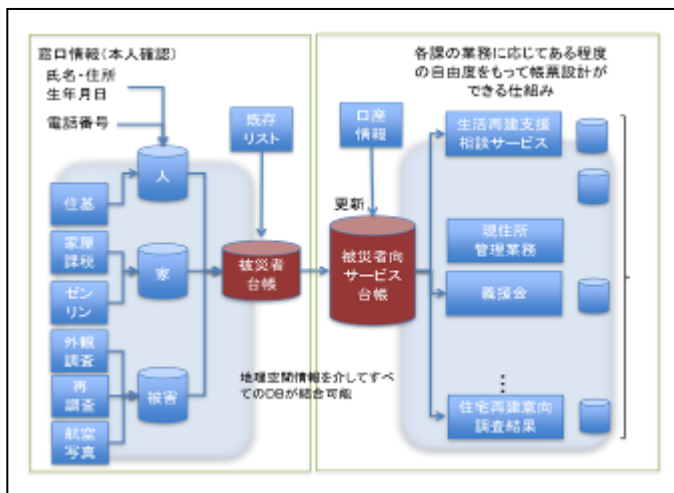 窓口情報(本人確認)
氏名・住所
生年月日
電話番号
既存
リスト
人
住基
家屋
課税
家
ゼン
リン
外観
調査
再
調査
被害
航空
写真
被災者
台帳
地理空間情報を介してすべ
てのDBが結合可能
各課の業務に応じてある程度
の自由度をもって帳票設計が
できる仕組み
口座
情報
更新
被災者向
サービス
台帳
生活再建支援
相談サービス
現住所
管理業務
義援金
⋮
住宅再建意向
調査結果